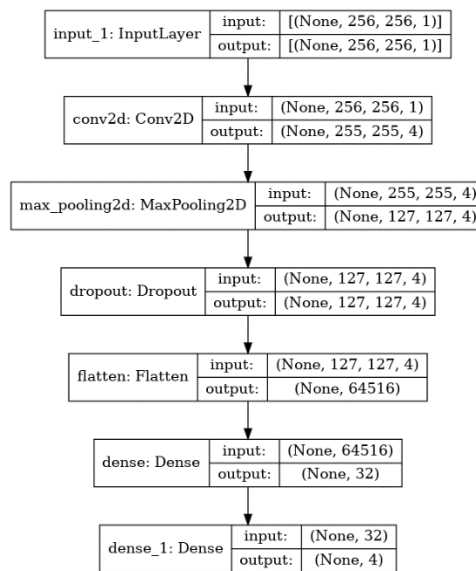 input_1: InputLayer
input: [(None, 256, 256, 1)]
output: [(None, 256, 256, 1)]
conv2d: Conv2D
input: (None, 256, 256, 1)
output: (None, 255, 255, 4)
max_pooling2d: MaxPooling2D
input: (None, 255, 255, 4)
output: (None, 127, 127, 4)
dropout: Dropout
input: (None, 127, 127, 4)
output: (None, 127, 127, 4)
flatten: Flatten
input: (None, 127, 127, 4)
output: (None, 64516)
dense: Dense
input: (None, 64516)
output: (None, 32)
dense_1: Dense
input: (None, 32)
output: (None, 4)